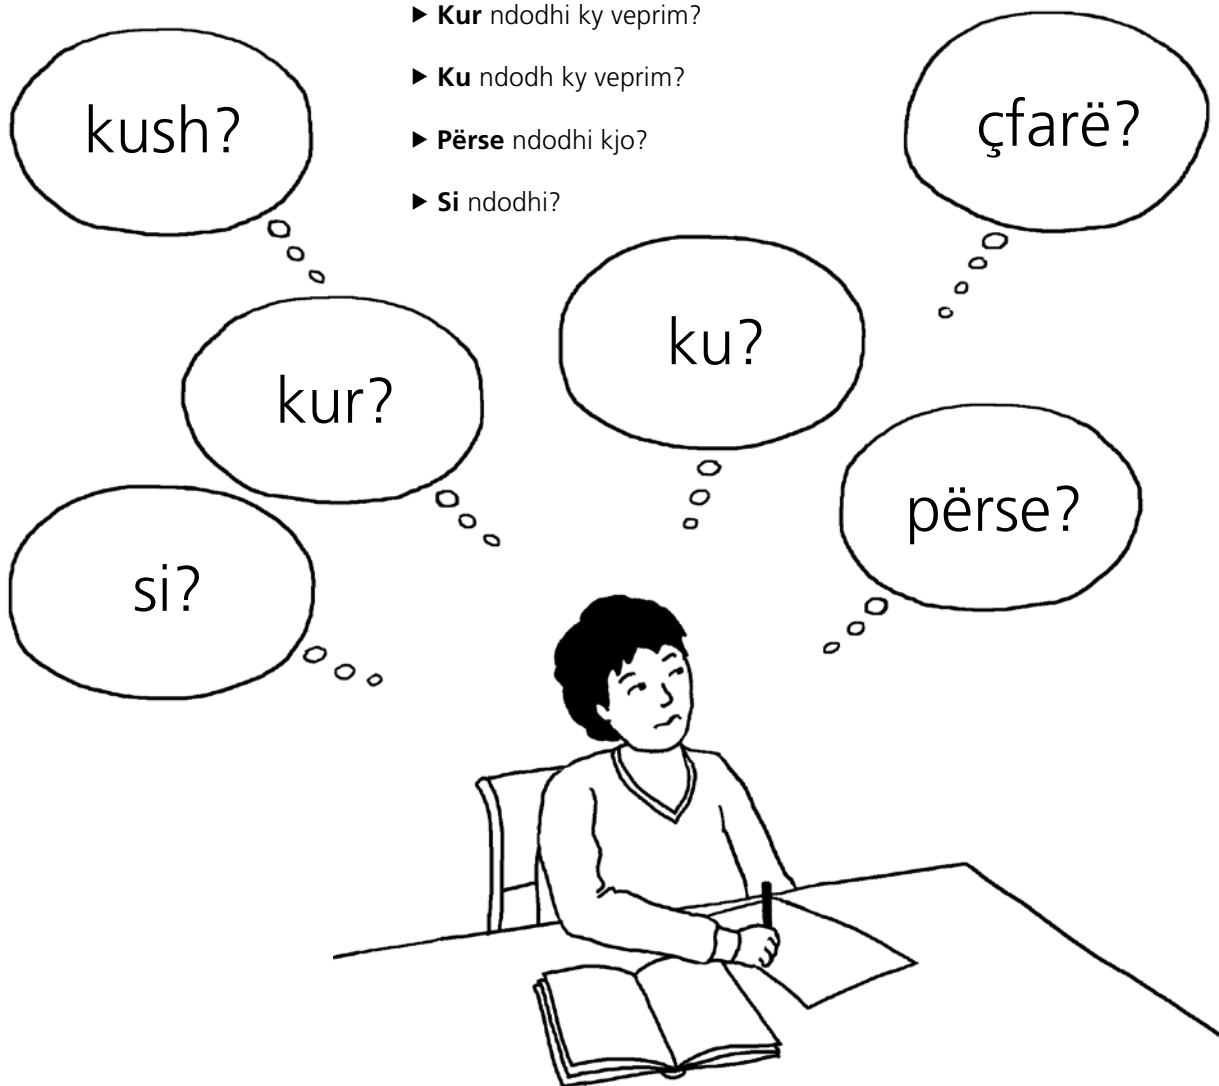 ▶ Kur ndodhi ky veprim?
▶ Ku ndodh ky veprim?
▶ Përse ndodhi kjo?
▶ Si ndodhi?
kush?
çfarë?
kur?
ku?
përse?
si?